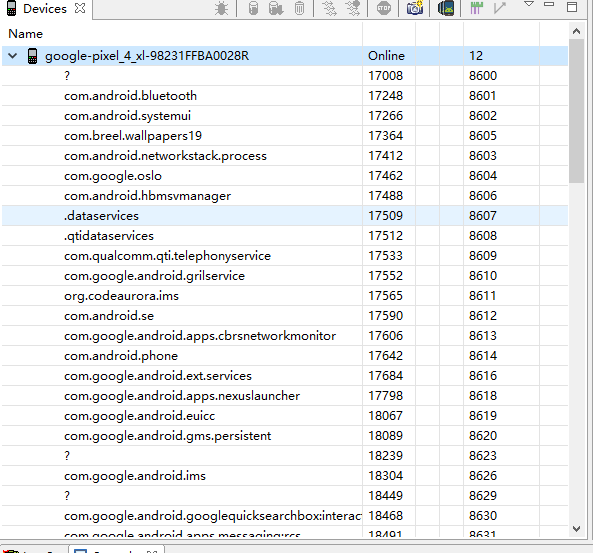 Devices
Name
google-pixel_4_xl-98231FFBA0028R Online 12
? 17008 8600
com.android.bluetooth 17248 8601
com.android.systemui 17266 8602
com.breel.wallpapers19 17364 8605
com.android.networkstack.process 17412 8603
com.google.oslo 17462 8604
com.android.hbmsvmanager 17488 8606
.dataservices 17509 8607
.qtidataservices 17512 8608
com.qualcomm.qti.telephonyservice 17533 8609
com.google.android.grilservice 17552 8610
org.codeaurora.ims 17565 8611
com.android.se 17590 8612
com.google.android.apps.cbrsnetworkmonitor 17606 8613
com.android.phone 17642 8614
com.google.android.ext.services 17684 8616
com.google.android.apps.nexuslauncher 17798 8618
com.google.android.euicc 18067 8619
com.google.android.gms.persistent 18089 8620
? 18239 8623
com.google.android.ims 18304 8626
? 18449 8629
com.google.android.googlequicksearchbox:interac 18468 8630
com.google.android.apps.messaging:rcs 18491 8631